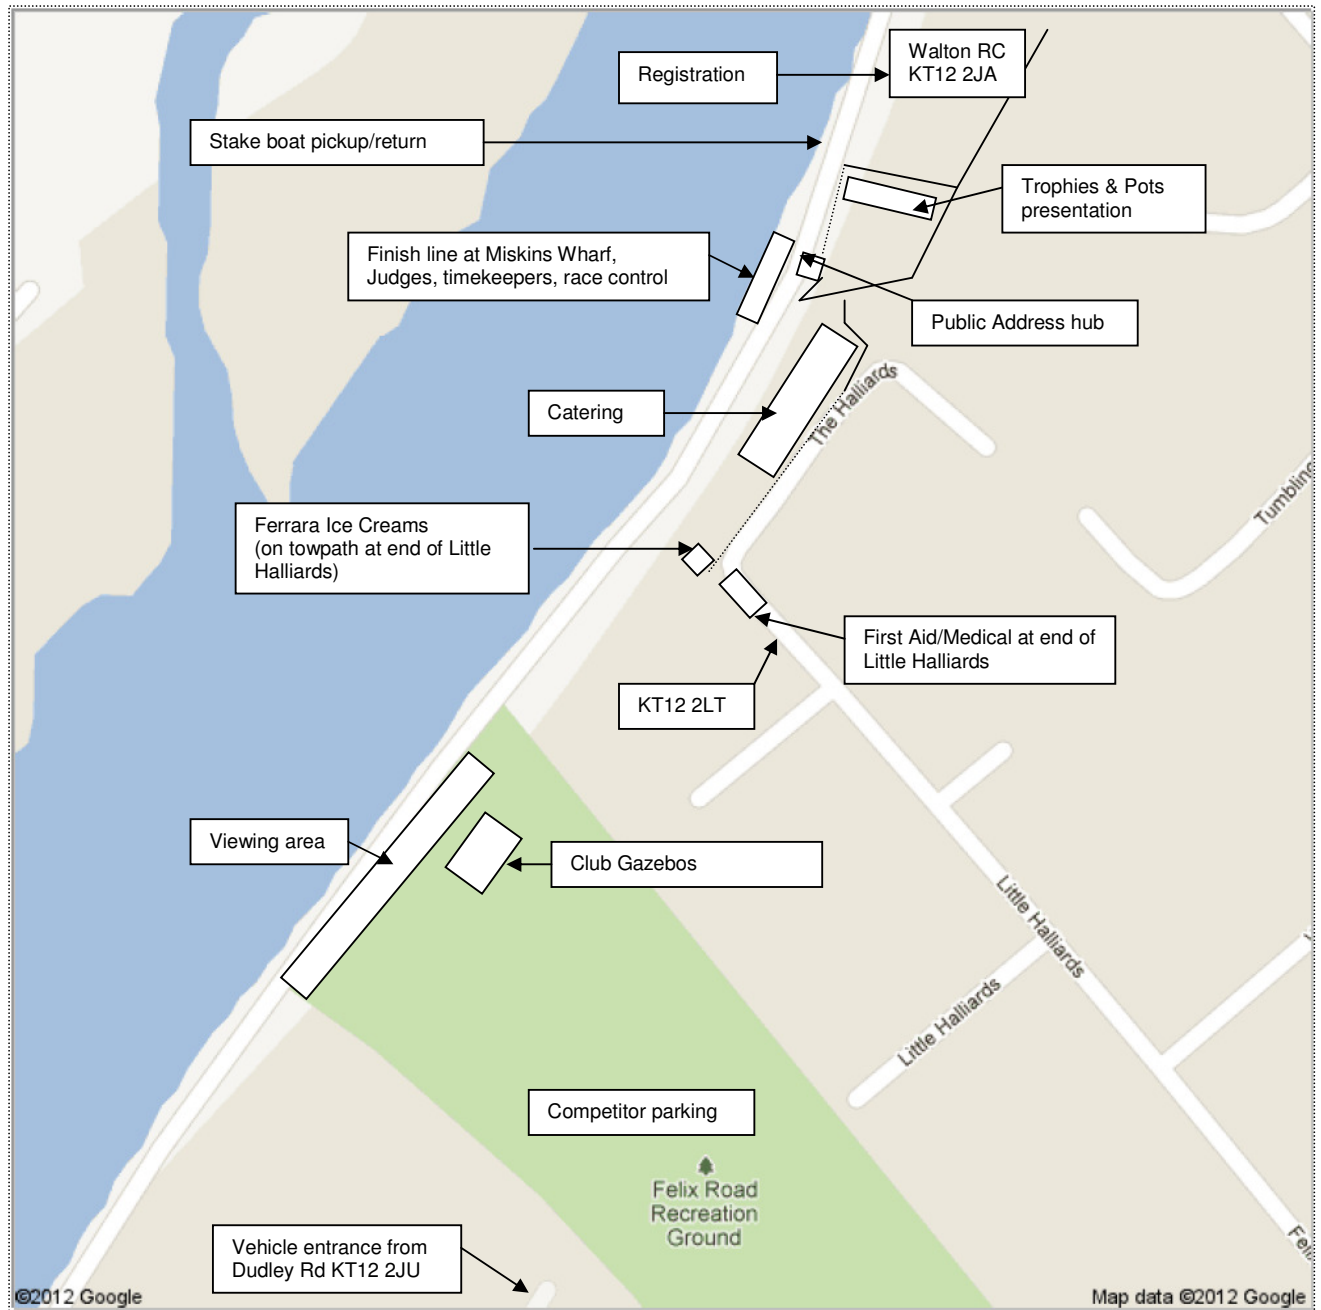 Walton RC
KT12 2JA
Registration
Stake boat pickup/return
Trophies & Pots
presentation
Finish line at Miskins Wharf,
Judges, timekeepers, race control
Public Address hub
The Halliards
Catering
Tumbling
Ferrara Ice Creams
(on towpath at end of Little
Halliards)
First Aid/Medical at end of
Little Halliards
KT12 2LT
Viewing area
Club Gazebos
Little Halliards
Little Halliards
Competitor parking
Felix Road
Recreation
Ground
Vehicle entrance from
Dudley Rd KT12 2JU
©2012 Google
Map data ©2012 Google